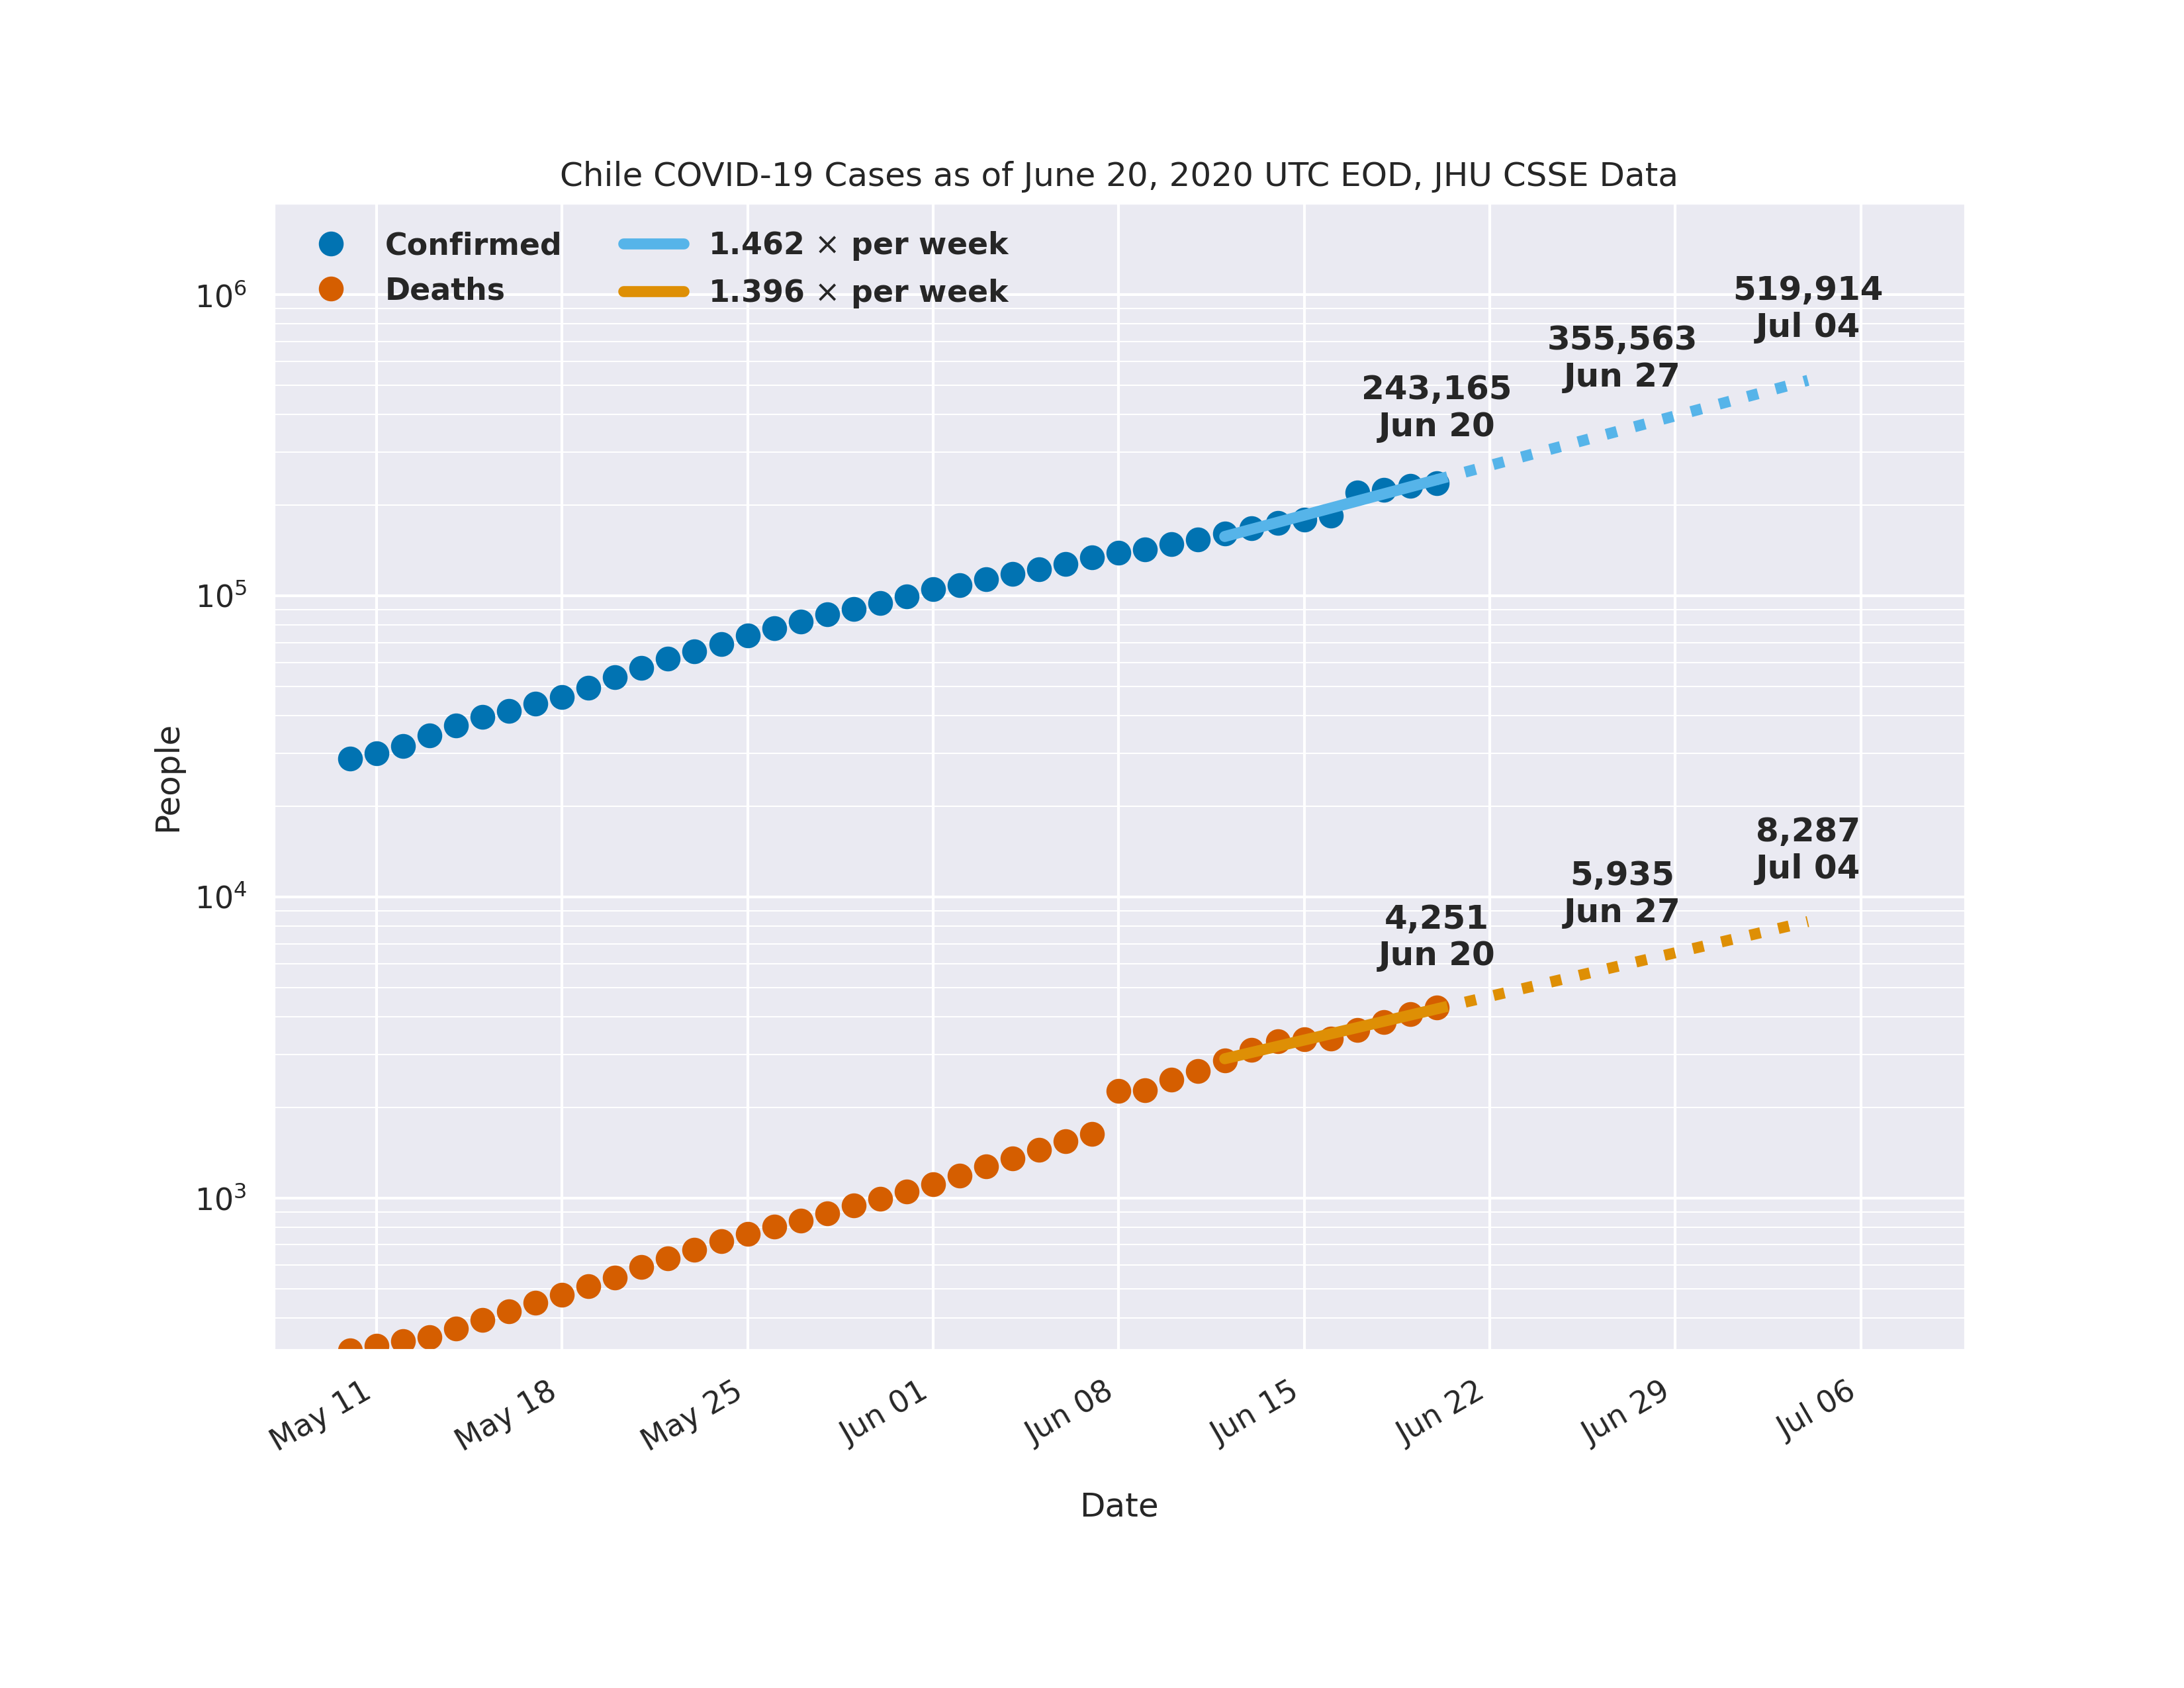 Chile COVID-19 Cases as of June 20, 2020 UTC EOD, JHU CSSE Data
Confirmed
Deaths
1.462 × per week
1.396 × per week
519,914
Jul 04
355,563
Jun 27
243,165
Jun 20
8,287
Jul 04
5,935
Jun 27
4,251
Jun 20
10⁶
10⁵
10⁴
10³
People
May 11
May 18
May 25
Jun 01
Jun 08
Jun 15
Jun 22
Jun 29
Jul 06
Date